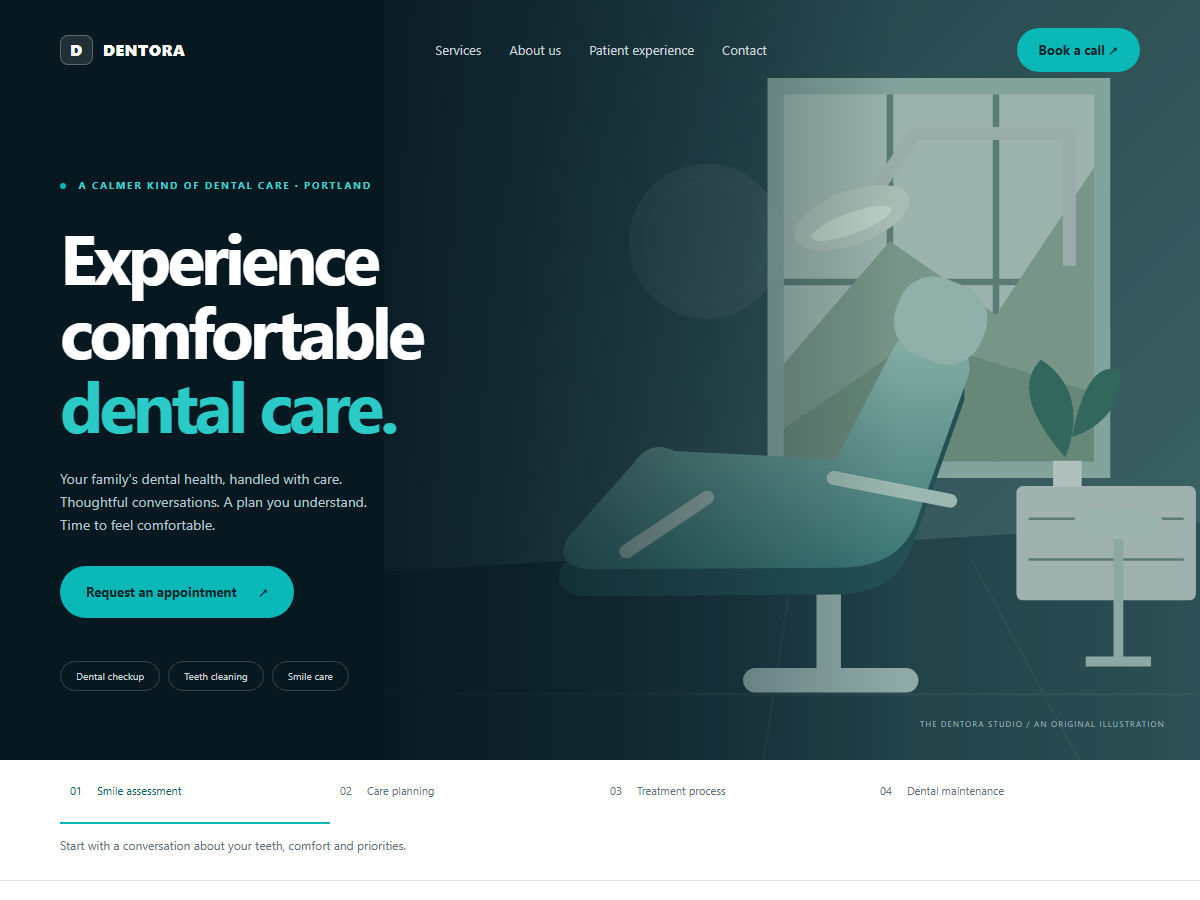 D DENTORA
Services About us Patient experience Contact
Book a call ↗
A CALMER KIND OF DENTAL CARE · PORTLAND
Experience
comfortable
dental care.
Your family's dental health, handled with care.
Thoughtful conversations. A plan you understand.
Time to feel comfortable.
Request an appointment ↗
Dental checkup Teeth cleaning Smile care
THE DENTORA STUDIO / AN ORIGINAL ILLUSTRATION
01 Smile assessment 02 Care planning 03 Treatment process 04 Dental maintenance
Start with a conversation about your teeth, comfort and priorities.